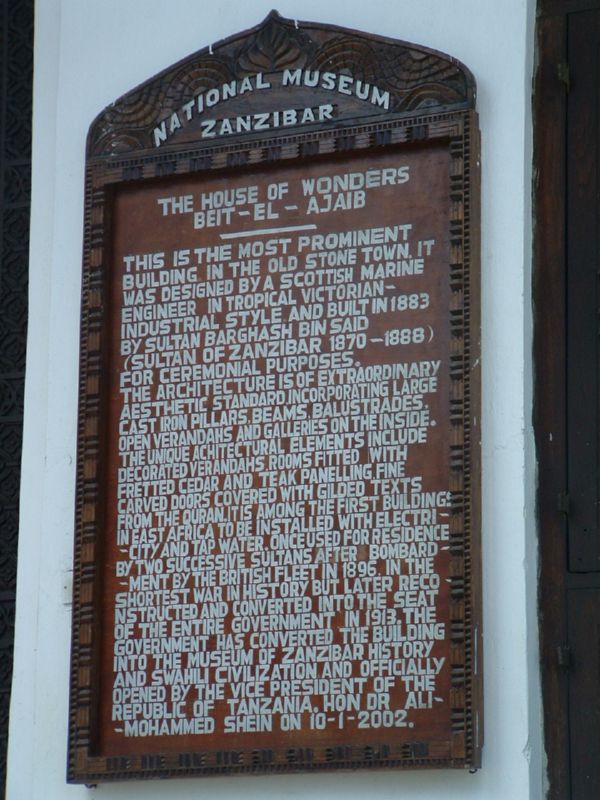 NATIONAL MUSEUM
ZANZIBAR
THE HOUSE OF WONDERS
BEIT-EL-AJAIB
THIS IS THE MOST PROMINENT
BUILDING IN THE OLD STONE TOWN. IT
WAS DESIGNED BY A SCOTTISH MARINE
ENGINEER IN TROPICAL VICTORIAN-
INDUSTRIAL STYLE AND BUILT IN 1883
BY SULTAN BARGHASH BIN SAID
(SULTAN OF ZANZIBAR 1870-1888)
FOR CEREMONIAL PURPOSES.
THE ARCHITECTURE IS OF EXTRAORDINARY
AESTHETIC STANDARD, INCORPORATING LARGE
CAST IRON PILLARS, BEAMS, BALUSTRADES,
OPEN VERANDAHS AND GALLERIES ON THE INSIDE.
THE UNIQUE ACHITECTURAL ELEMENTS INCLUDE
DECORATED VERANDAHS, ROOMS FITTED WITH
FRETTED CEDAR AND TEAK PANELLING FINE
CARVED DOORS COVERED WITH GILDED TEXTS
FROM THE QURAN. IT IS AMONG THE FIRST BUILDINGS
IN EAST AFRICA TO BE INSTALLED WITH ELECTRI-
-CITY AND TAP WATER. ONCE USED FOR RESIDENCE
BY TWO SUCCESSIVE SULTANS AFTER BOMBARD-
-MENT BY THE BRITISH FLEET IN 1896, IN THE
SHORTEST WAR IN HISTORY BUT LATER RECO-
NSTRUCTED AND CONVERTED INTO THE SEAT
OF THE ENTIRE GOVERNMENT IN 1913. THE
GOVERNMENT HAS CONVERTED THE BUILDING
INTO THE MUSEUM OF ZANZIBAR HISTORY
AND SWAHILI CIVILIZATION, AND OFFICIALLY
OPENED BY THE VICE PRESIDENT OF THE
REPUBLIC OF TANZANIA. HON DR ALI-
-MOHAMMED SHEIN ON 10-1-2002.